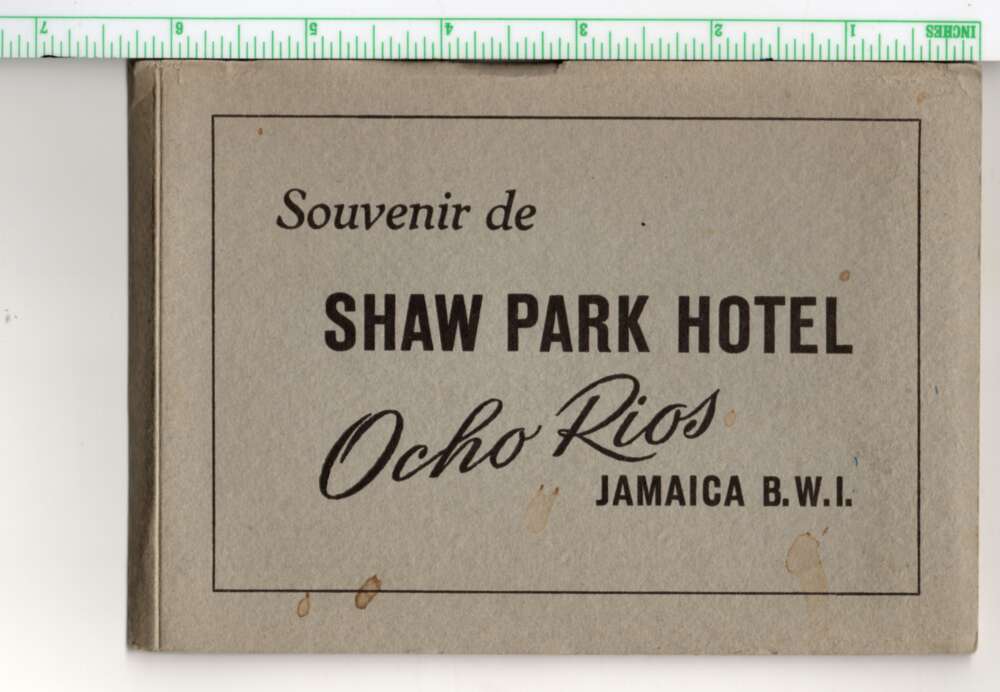 7 6 5 4 3 2 1 INCHES
Souvenir de
SHAW PARK HOTEL
Ocho Rios
JAMAICA B.W.I.